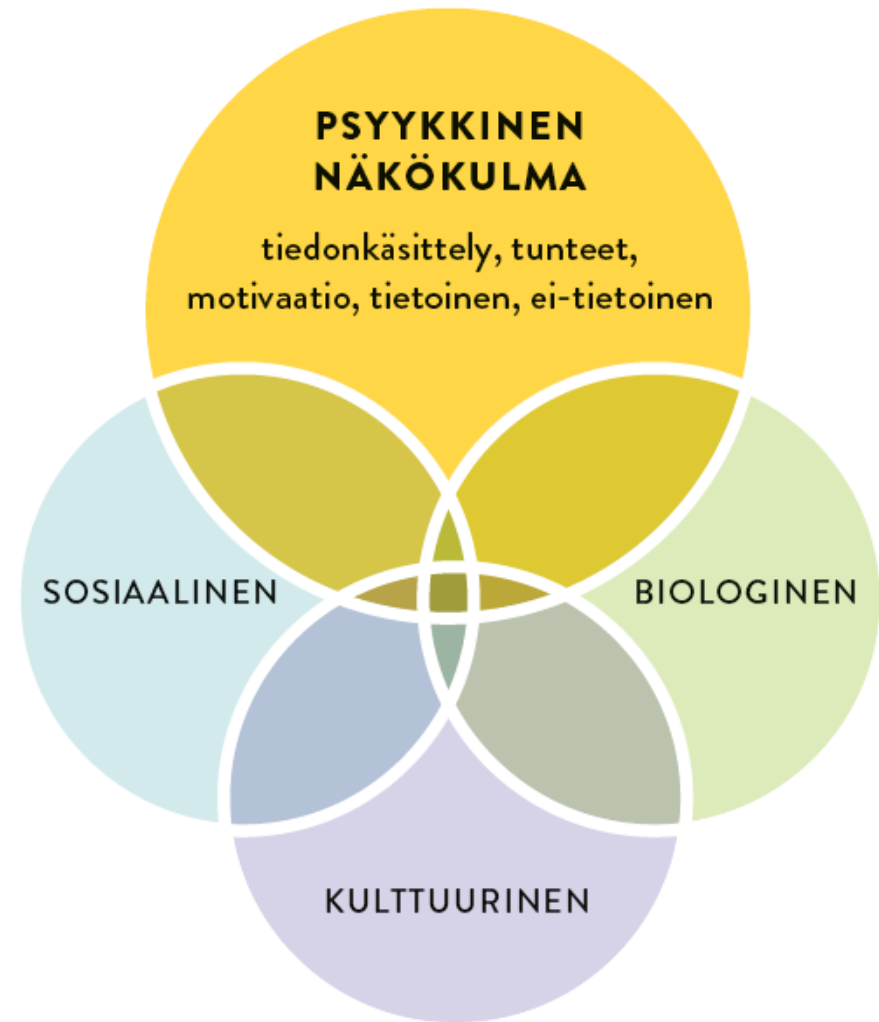 PSYYKKINEN
NÄKÖKULMA
tiedonkäsittely, tunteet,
motivaatio, tietoinen, ei-tietoinen
SOSIAALINEN
BIOLOGINEN
KULTTUURINEN